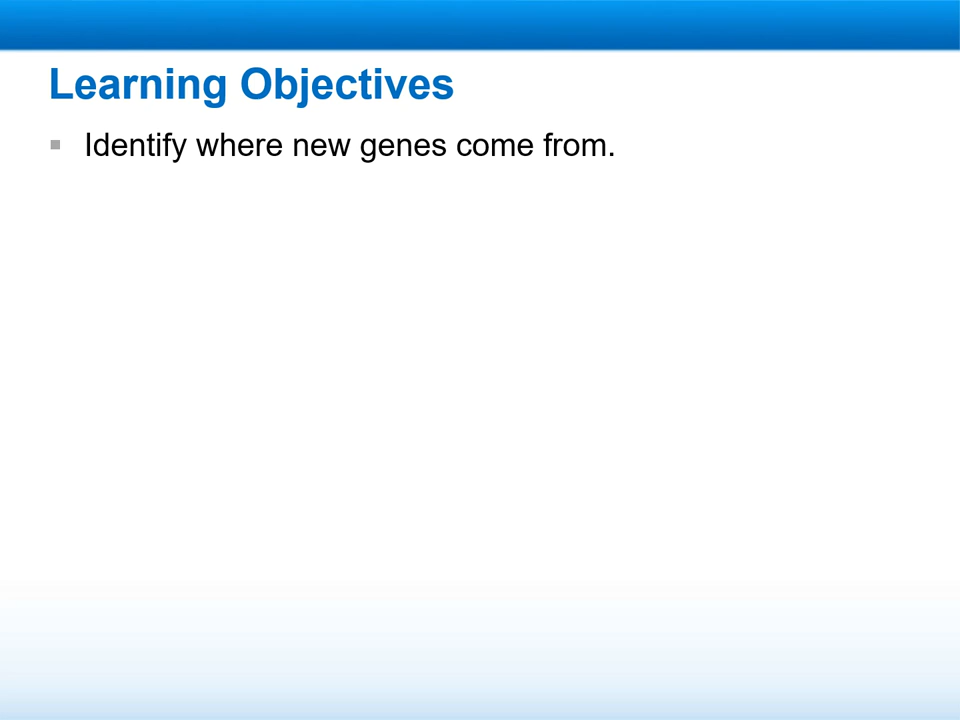 Learning Objectives
▪ Identify where new genes come from.